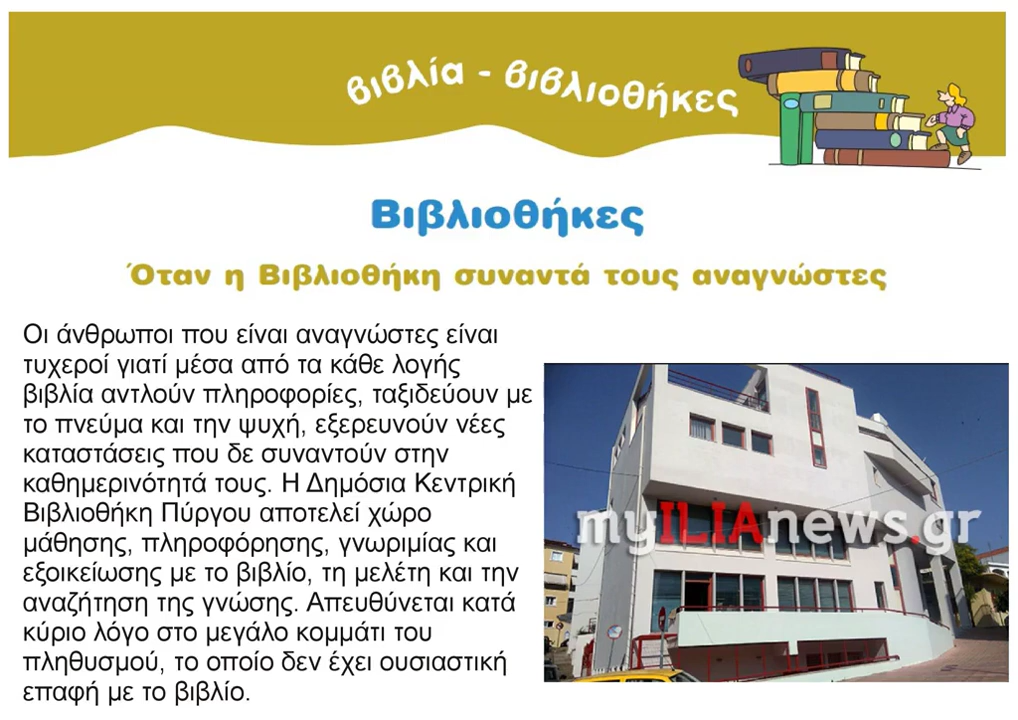 βιβλία - βιβλιοθήκες
Βιβλιοθήκες
Όταν η Βιβλιοθήκη συναντά τους αναγνώστες
Οι άνθρωποι που είναι αναγνώστες είναι
τυχεροί γιατί μέσα από τα κάθε λογής
βιβλία αντλούν πληροφορίες, ταξιδεύουν με
το πνεύμα και την ψυχή, εξερευνούν νέες
καταστάσεις που δε συναντούν στην
καθημερινότητά τους. Η Δημόσια Κεντρική
Βιβλιοθήκη Πύργου αποτελεί χώρο
μάθησης, πληροφόρησης, γνωριμίας και
εξοικείωσης με το βιβλίο, τη μελέτη και την
αναζήτηση της γνώσης. Απευθύνεται κατά
κύριο λόγο στο μεγάλο κομμάτι του
πληθυσμού, το οποίο δεν έχει ουσιαστική
επαφή με το βιβλίο.
myILIAnews.gr